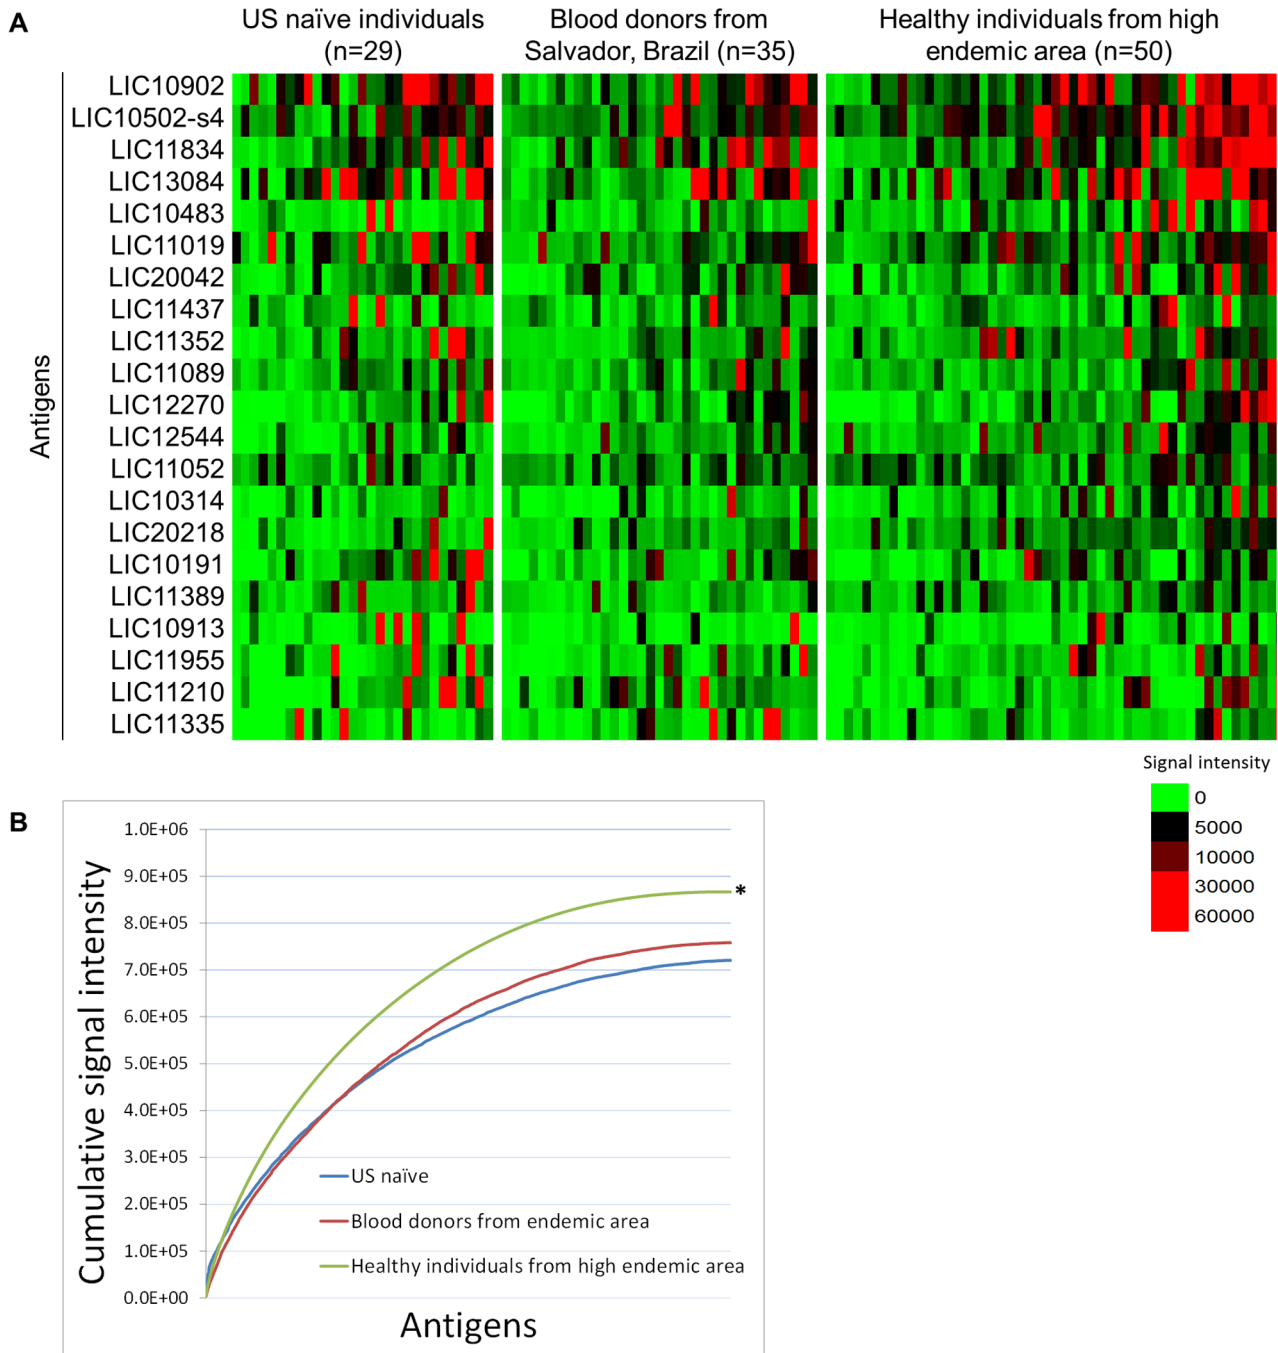 A
US naïve individuals
(n=29)
Blood donors from
Salvador, Brazil (n=35)
Healthy individuals from high
endemic area (n=50)
Antigens
LIC10902
LIC10502-s4
LIC11834
LIC13084
LIC10483
LIC11019
LIC20042
LIC11437
LIC11352
LIC11089
LIC12270
LIC12544
LIC11052
LIC10314
LIC20218
LIC10191
LIC11389
LIC10913
LIC11955
LIC11210
LIC11335
Signal intensity
0
5000
10000
30000
60000
B
Cumulative signal intensity
1.0E+06
9.0E+05
8.0E+05
7.0E+05
6.0E+05
5.0E+05
4.0E+05
3.0E+05
2.0E+05
1.0E+05
0.0E+00
*
US naïve
Blood donors from endemic area
Healthy individuals from high endemic area
Antigens